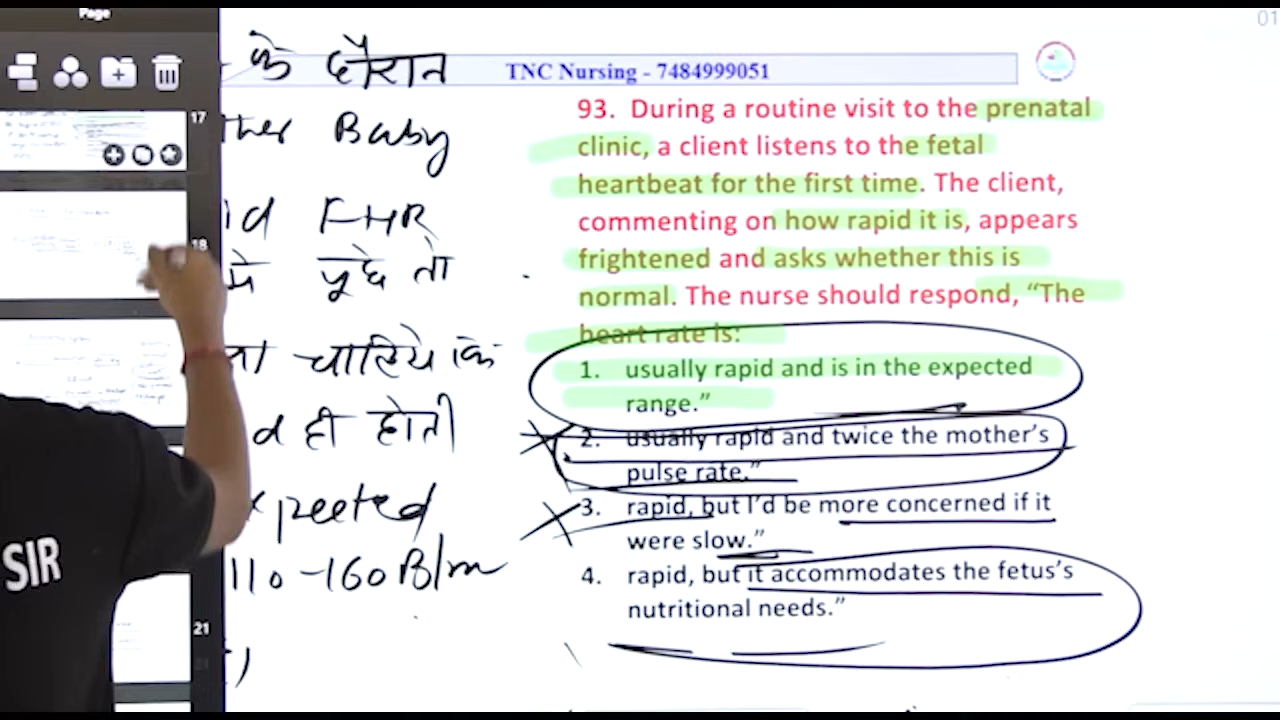 Page
01
17
18
21
के दौरान
TNC Nursing - 7484999051
Baby
FHR
पूछे तो
चाहिये कि
ही होती
110-160 B/m
93. During a routine visit to the prenatal
clinic, a client listens to the fetal
heartbeat for the first time. The client,
commenting on how rapid it is, appears
frightened and asks whether this is
normal. The nurse should respond, “The
heart rate is:
1. usually rapid and is in the expected
range.”
2. usually rapid and twice the mother’s
pulse rate.”
3. rapid, but I’d be more concerned if it
were slow.”
4. rapid, but it accommodates the fetus’s
nutritional needs.”
SIR